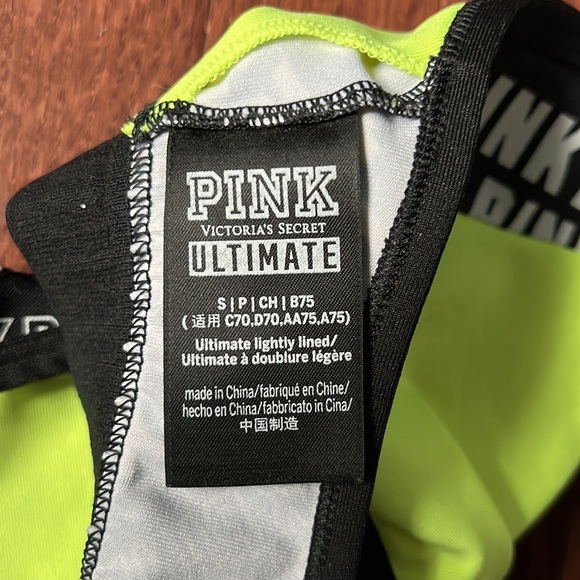 PINK
VICTORIA'S SECRET
ULTIMATE
S | P | CH | B75
( 适用 C70,D70,AA75,A75)
Ultimate lightly lined/
Ultimate à doublure légère
made in China/fabriqué en Chine/
hecho en China/fabbricato in Cina/
中国制造